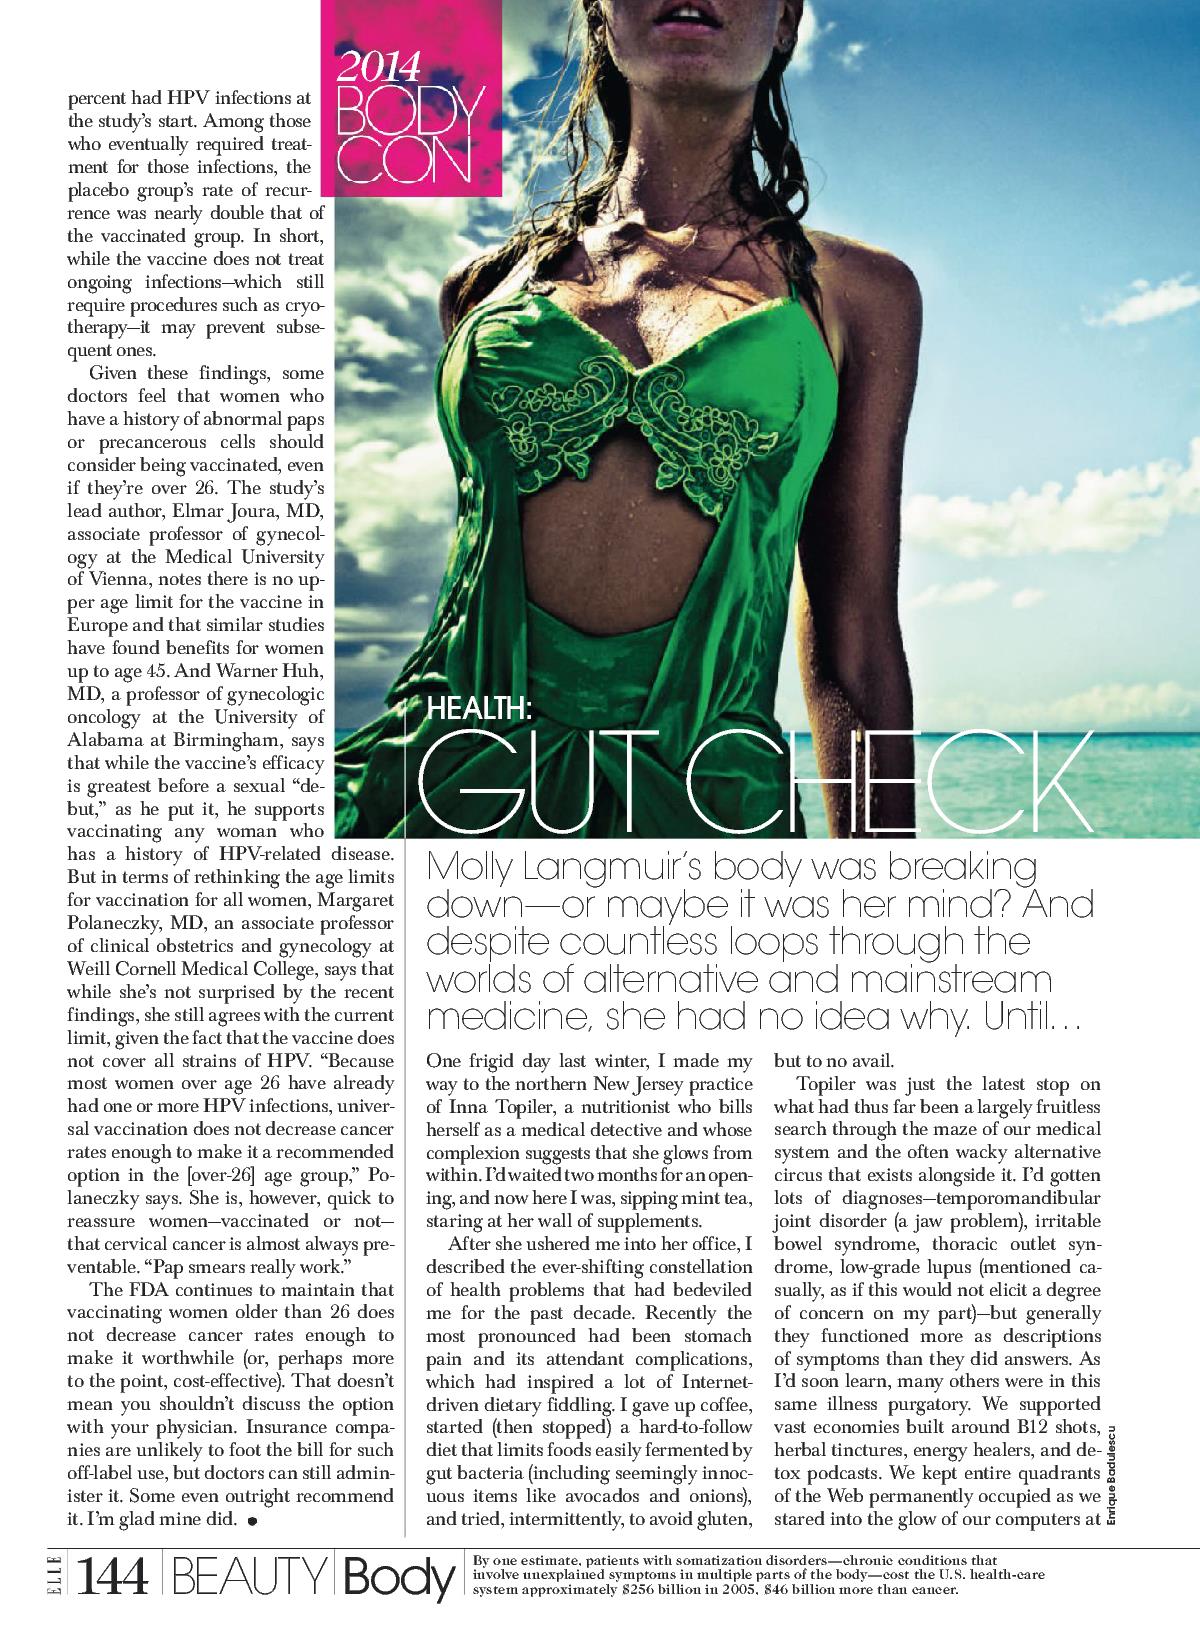 2014
BODY
CON
percent had HPV infections at
the study's start. Among those
who eventually required treat-
ment for those infections, the
placebo group's rate of recur-
rence was nearly double that of
the vaccinated group. In short,
while the vaccine does not treat
ongoing infections—which still
require procedures such as cryo-
therapy—it may prevent subse-
quent ones.
Given these findings, some
doctors feel that women who
have a history of abnormal paps
or precancerous cells should
consider being vaccinated, even
if they're over 26. The study's
lead author, Elmar Joura, MD,
associate professor of gynecol-
ogy at the Medical University
of Vienna, notes there is no up-
per age limit for the vaccine in
Europe and that similar studies
have found benefits for women
up to age 45. And Warner Huh,
MD, a professor of gynecologic
oncology at the University of
Alabama at Birmingham, says
that while the vaccine's efficacy
is greatest before a sexual “de-
but,” as he put it, he supports
vaccinating any woman who
has a history of HPV-related disease.
But in terms of rethinking the age limits
for vaccination for all women, Margaret
Polaneczky, MD, an associate professor
of clinical obstetrics and gynecology at
Weill Cornell Medical College, says that
while she's not surprised by the recent
findings, she still agrees with the current
limit, given the fact that the vaccine does
not cover all strains of HPV. “Because
most women over age 26 have already
had one or more HPV infections, univer-
sal vaccination does not decrease cancer
rates enough to make it a recommended
option in the [over-26] age group,” Po-
laneczky says. She is, however, quick to
reassure women—vaccinated or not—
that cervical cancer is almost always pre-
ventable. “Pap smears really work.”
The FDA continues to maintain that
vaccinating women older than 26 does
not decrease cancer rates enough to
make it worthwhile (or, perhaps more
to the point, cost-effective). That doesn't
mean you shouldn't discuss the option
with your physician. Insurance compa-
nies are unlikely to foot the bill for such
off-label use, but doctors can still admin-
ister it. Some even outright recommend
it. I'm glad mine did. ●
HEALTH:
GUT CHECK
Molly Langmuir's body was breaking
down—or maybe it was her mind? And
despite countless loops through the
worlds of alternative and mainstream
medicine, she had no idea why. Until…
One frigid day last winter, I made my
way to the northern New Jersey practice
of Inna Topiler, a nutritionist who bills
herself as a medical detective and whose
complexion suggests that she glows from
within. I'd waited two months for an open-
ing, and now here I was, sipping mint tea,
staring at her wall of supplements.
After she ushered me into her office, I
described the ever-shifting constellation
of health problems that had bedeviled
me for the past decade. Recently the
most pronounced had been stomach
pain and its attendant complications,
which had inspired a lot of Internet-
driven dietary fiddling. I gave up coffee,
started (then stopped) a hard-to-follow
diet that limits foods easily fermented by
gut bacteria (including seemingly innoc-
uous items like avocados and onions),
and tried, intermittently, to avoid gluten,
but to no avail.
Topiler was just the latest stop on
what had thus far been a largely fruitless
search through the maze of our medical
system and the often wacky alternative
circus that exists alongside it. I'd gotten
lots of diagnoses—temporomandibular
joint disorder (a jaw problem), irritable
bowel syndrome, thoracic outlet syn-
drome, low-grade lupus (mentioned ca-
sually, as if this would not elicit a degree
of concern on my part)—but generally
they functioned more as descriptions
of symptoms than they did answers. As
I'd soon learn, many others were in this
same illness purgatory. We supported
vast economies built around B12 shots,
herbal tinctures, energy healers, and de-
tox podcasts. We kept entire quadrants
of the Web permanently occupied as we
stared into the glow of our computers at
Enrique Badulescu
ELLE
144
BEAUTY
Body
By one estimate, patients with somatization disorders—chronic conditions that
involve unexplained symptoms in multiple parts of the body—cost the U.S. health-care
system approximately $256 billion in 2005, $46 billion more than cancer.